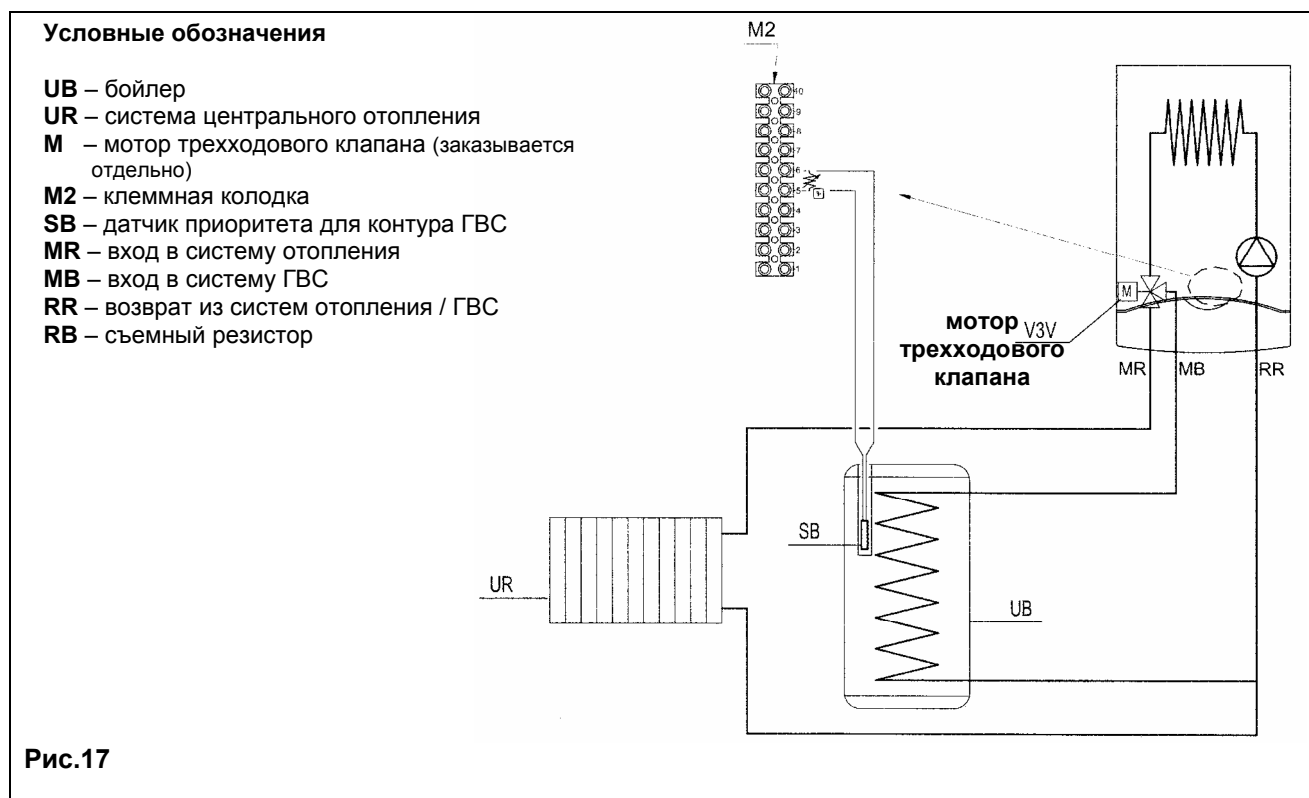 Условные обозначения
UB – бойлер
UR – система центрального отопления
M – мотор трехходового клапана (заказывается
отдельно)
M2 – клеммная колодка
SB – датчик приоритета для контура ГВС
MR – вход в систему отопления
MB – вход в систему ГВС
RR – возврат из систем отопления / ГВС
RB – съемный резистор
M2
10
9
8
7
6
5
4
3
2
1
M
мотор V3V
трехходового
клапана
MR MB RR
SB
UR
UB
Рис.17